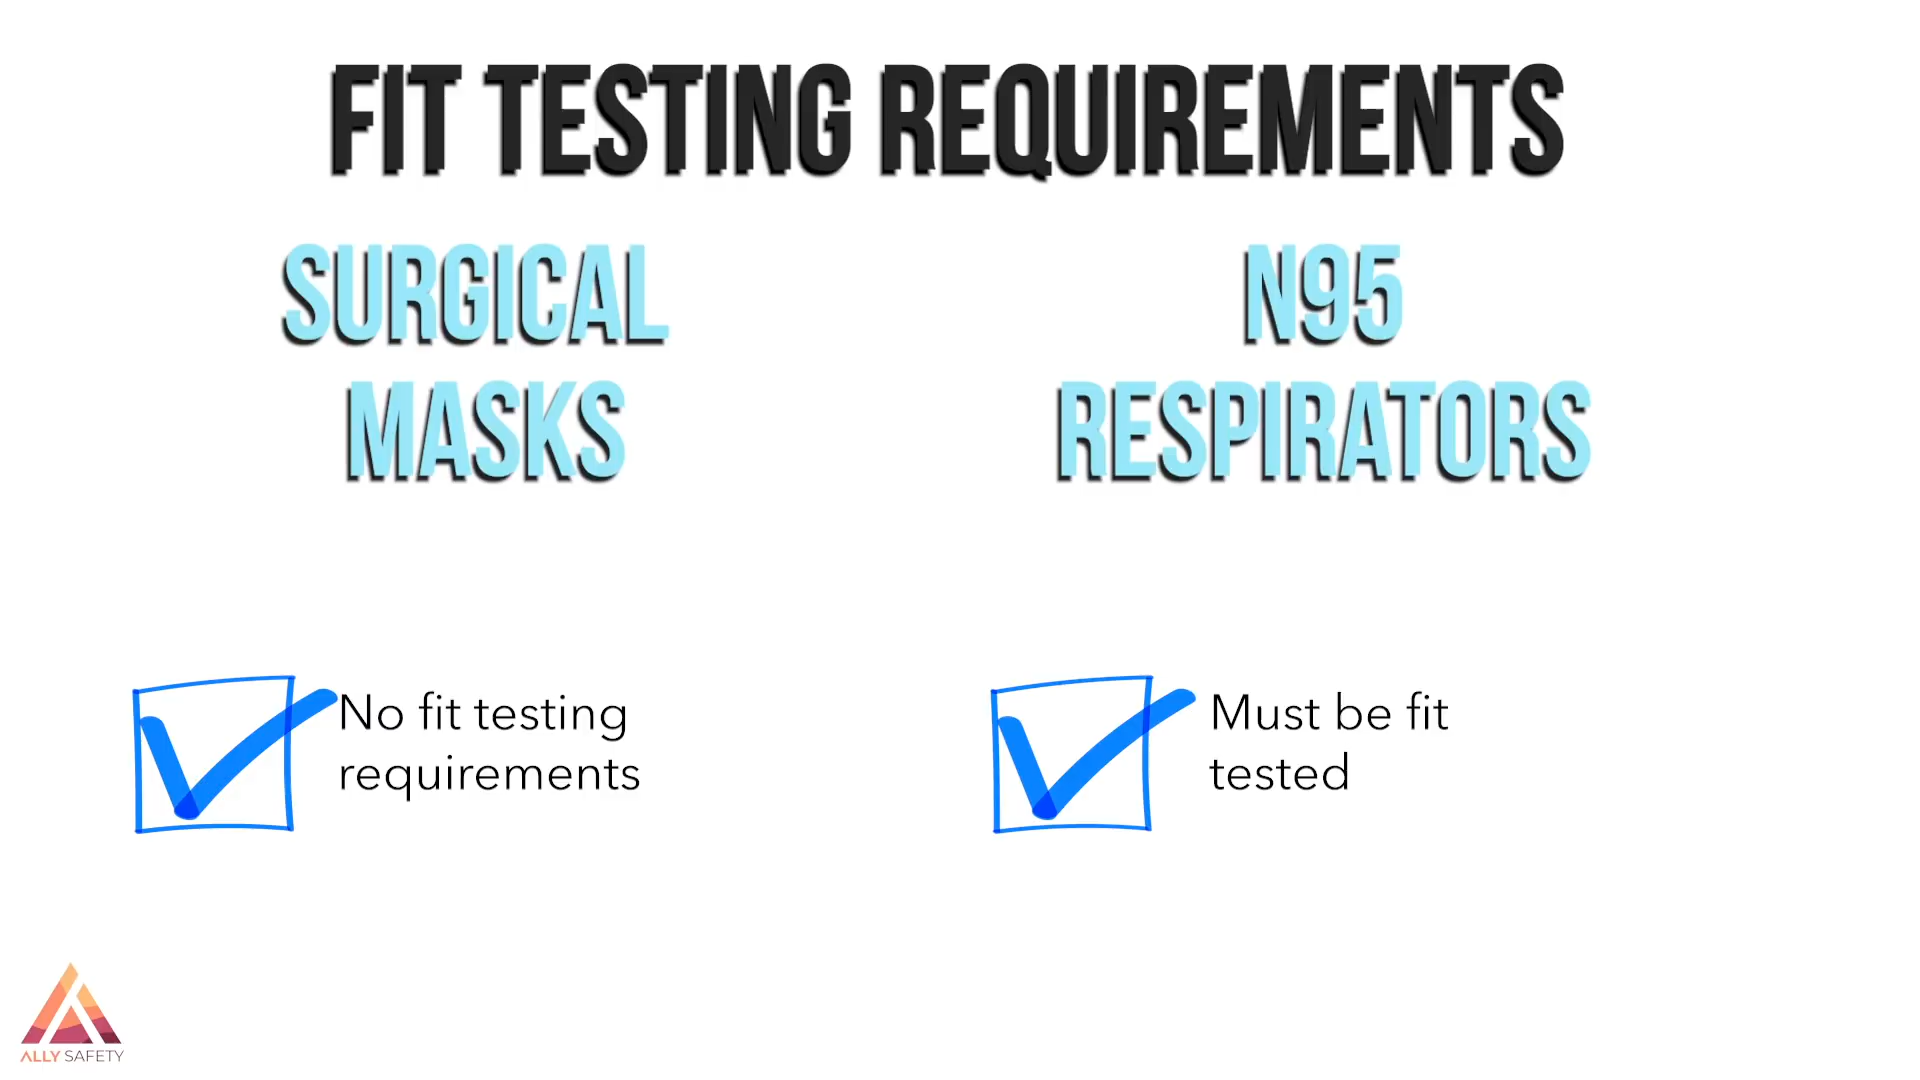 FIT TESTING REQUIREMENTS
SURGICAL
MASKS
No fit testing
requirements
N95
RESPIRATORS
Must be fit
tested
ALLY SAFETY